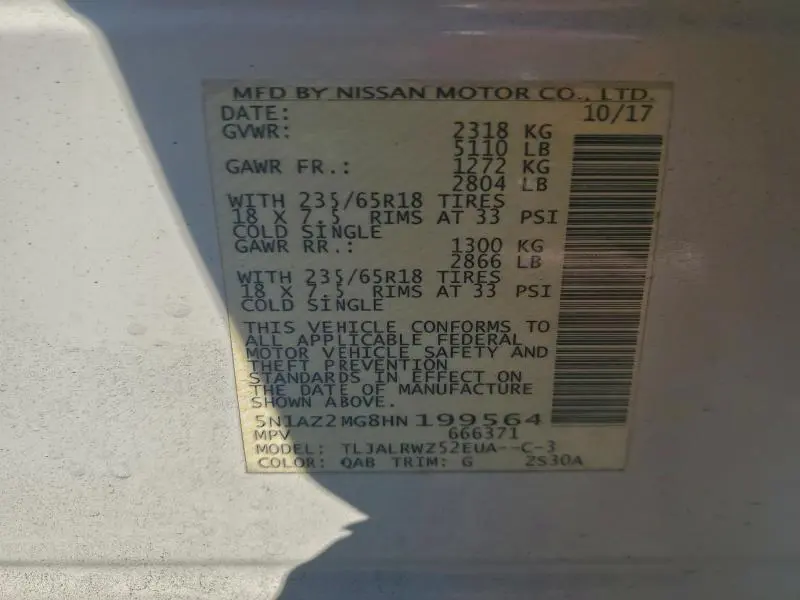 MFD BY NISSAN MOTOR CO., LTD.
DATE: 10/17
GVWR: 2318 KG
5110 LB
GAWR FR.: 1272 KG
2804 LB
WITH 235/65R18 TIRES
18 X 7.5 RIMS AT 33 PSI
COLD SINGLE
GAWR RR.: 1300 KG
2866 LB
WITH 235/65R18 TIRES
18 X 7.5 RIMS AT 33 PSI
COLD SINGLE
THIS VEHICLE CONFORMS TO
ALL APPLICABLE FEDERAL
MOTOR VEHICLE SAFETY AND
THEFT PREVENTION
STANDARDS IN EFFECT ON
THE DATE OF MANUFACTURE
SHOWN ABOVE.
5N1AZ2MG8HN 199564
MPV 666371
MODEL: TLJALRWZ52EUA--C-3
COLOR: QAB TRIM: G ZS30A